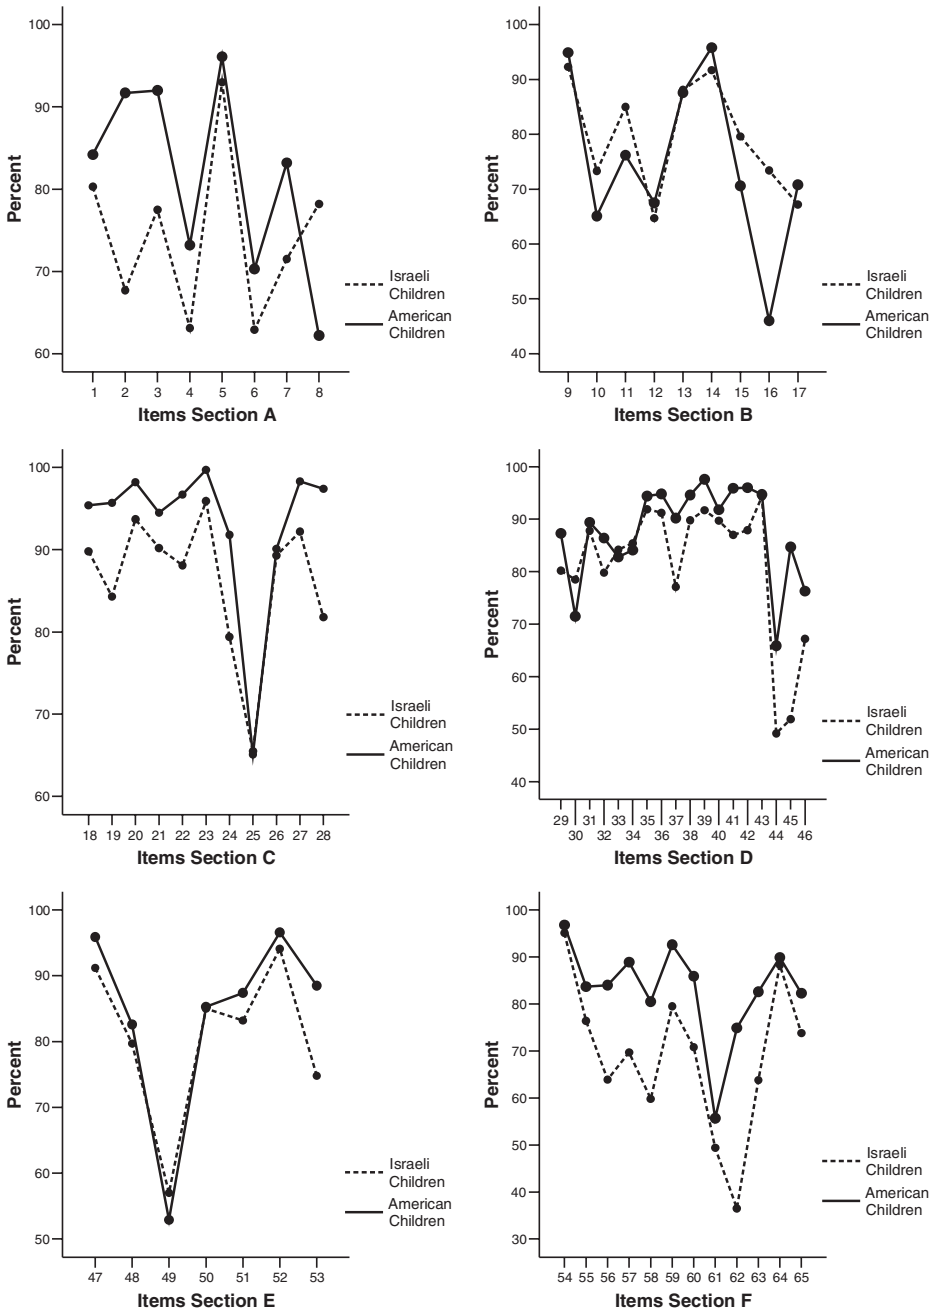 100
90
80
70
60
Percent
Israeli
Children
American
Children
1 2 3 4 5 6 7 8
Items Section A
100
90
80
70
60
50
40
Percent
Israeli
Children
American
Children
9 10 11 12 13 14 15 16 17
Items Section B
100
90
80
70
60
Percent
Israeli
Children
American
Children
18 19 20 21 22 23 24 25 26 27 28
Items Section C
100
90
80
70
60
50
40
Percent
Israeli
Children
American
Children
29 31 33 35 37 39 41 43 45
30 32 34 36 38 40 42 44 46
Items Section D
100
90
80
70
60
50
Percent
Israeli
Children
American
Children
47 48 49 50 51 52 53
Items Section E
100
90
80
70
60
50
40
30
Percent
Israeli
Children
American
Children
54 55 56 57 58 59 60 61 62 63 64 65
Items Section F